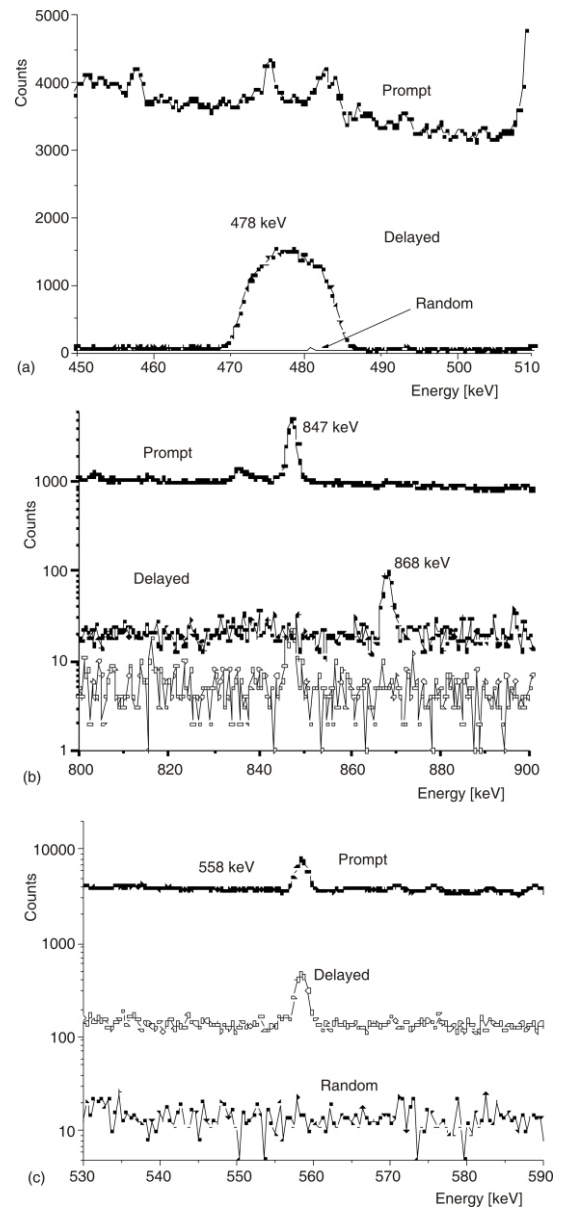 5000
4000
3000
2000
1000
0
Counts
Prompt
478 keV
Delayed
Random
450 460 470 480 490 500 510
(a)
Energy [keV]
1000
100
10
1
Counts
Prompt
847 keV
Delayed
868 keV
800 820 840 860 880 900
(b)
Energy [keV]
10000
1000
100
10
Counts
558 keV
Prompt
Delayed
Random
530 540 550 560 570 580 590
(c)
Energy [keV]